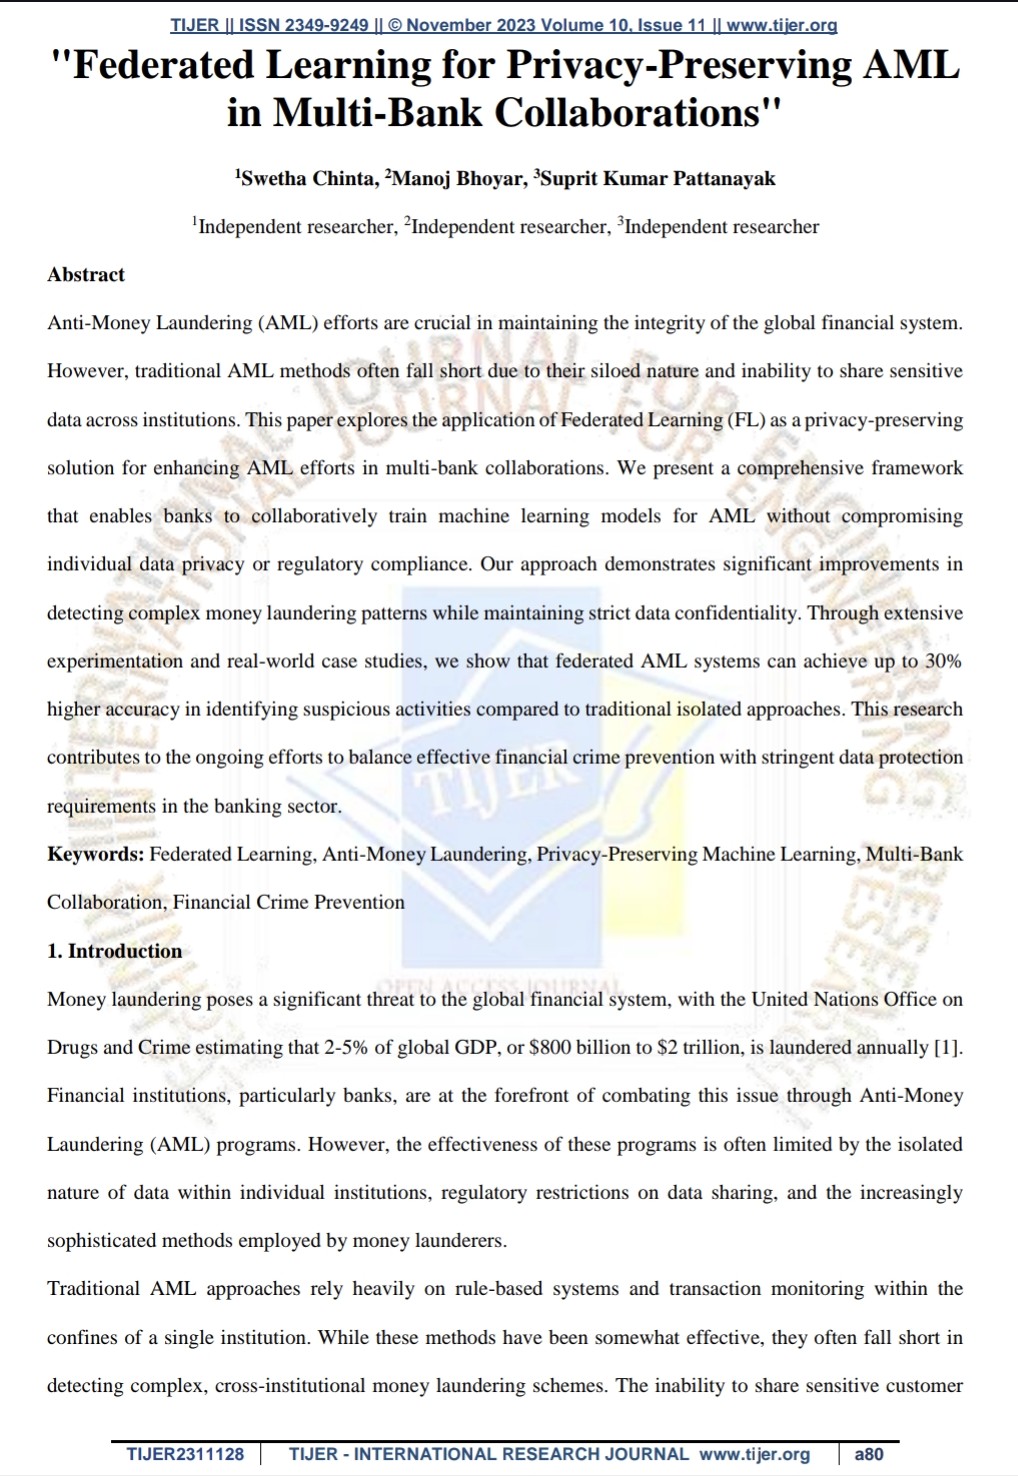 TIJER || ISSN 2349-9249 || © November 2023 Volume 10, Issue 11 || www.tijer.org
"Federated Learning for Privacy-Preserving AML
in Multi-Bank Collaborations"
¹Swetha Chinta, ²Manoj Bhoyar, ³Suprit Kumar Pattanayak
¹Independent researcher, ²Independent researcher, ³Independent researcher
Abstract
Anti-Money Laundering (AML) efforts are crucial in maintaining the integrity of the global financial system.
However, traditional AML methods often fall short due to their siloed nature and inability to share sensitive
data across institutions. This paper explores the application of Federated Learning (FL) as a privacy-preserving
solution for enhancing AML efforts in multi-bank collaborations. We present a comprehensive framework
that enables banks to collaboratively train machine learning models for AML without compromising
individual data privacy or regulatory compliance. Our approach demonstrates significant improvements in
detecting complex money laundering patterns while maintaining strict data confidentiality. Through extensive
experimentation and real-world case studies, we show that federated AML systems can achieve up to 30%
higher accuracy in identifying suspicious activities compared to traditional isolated approaches. This research
contributes to the ongoing efforts to balance effective financial crime prevention with stringent data protection
requirements in the banking sector.
Keywords: Federated Learning, Anti-Money Laundering, Privacy-Preserving Machine Learning, Multi-Bank
Collaboration, Financial Crime Prevention
1. Introduction
Money laundering poses a significant threat to the global financial system, with the United Nations Office on
Drugs and Crime estimating that 2-5% of global GDP, or $800 billion to $2 trillion, is laundered annually [1].
Financial institutions, particularly banks, are at the forefront of combating this issue through Anti-Money
Laundering (AML) programs. However, the effectiveness of these programs is often limited by the isolated
nature of data within individual institutions, regulatory restrictions on data sharing, and the increasingly
sophisticated methods employed by money launderers.
Traditional AML approaches rely heavily on rule-based systems and transaction monitoring within the
confines of a single institution. While these methods have been somewhat effective, they often fall short in
detecting complex, cross-institutional money laundering schemes. The inability to share sensitive customer
TIJER
OPEN ACCESS JOURNAL
TIJER2311128 TIJER - INTERNATIONAL RESEARCH JOURNAL www.tijer.org a80